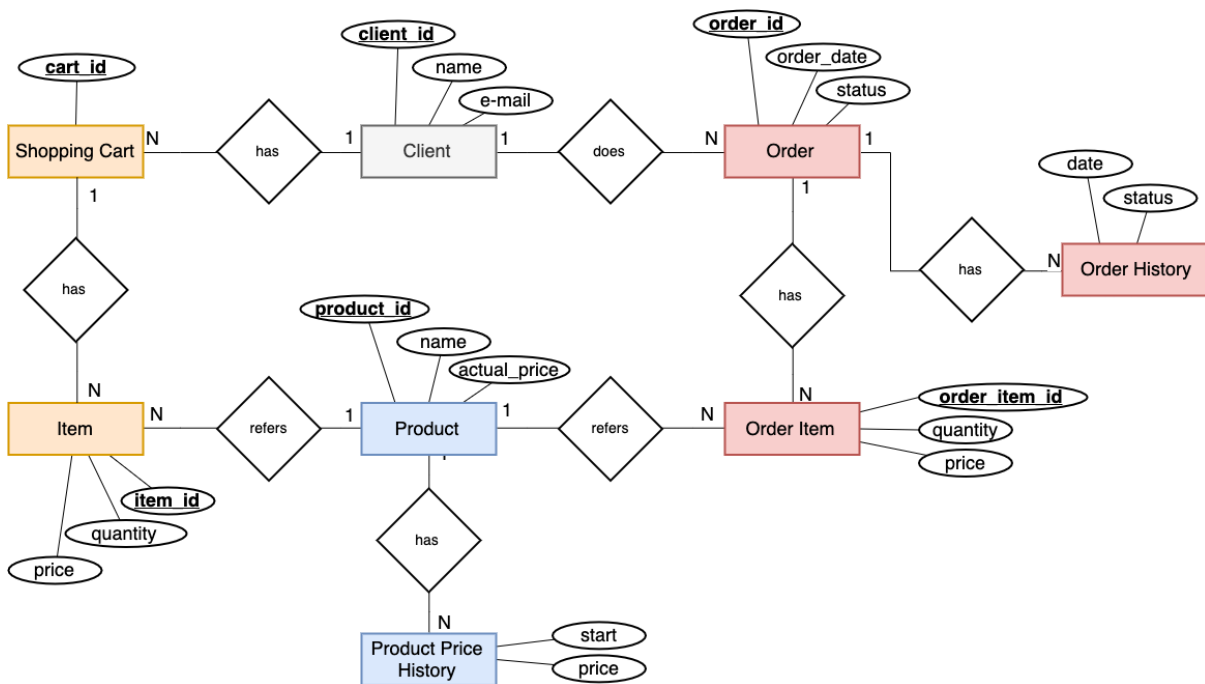 client_id
order_id
cart_id
name
order_date
e-mail
status
N
1
1
N
1
Shopping Cart
has
Client
does
Order
date
1
1
status
has
N
Order History
has
has
product_id
name
actual_price
N
N
order_item_id
N
1
1
N
Item
refers
Product
refers
Order Item
quantity
price
item_id
quantity
has
price
N
start
Product Price
History
price